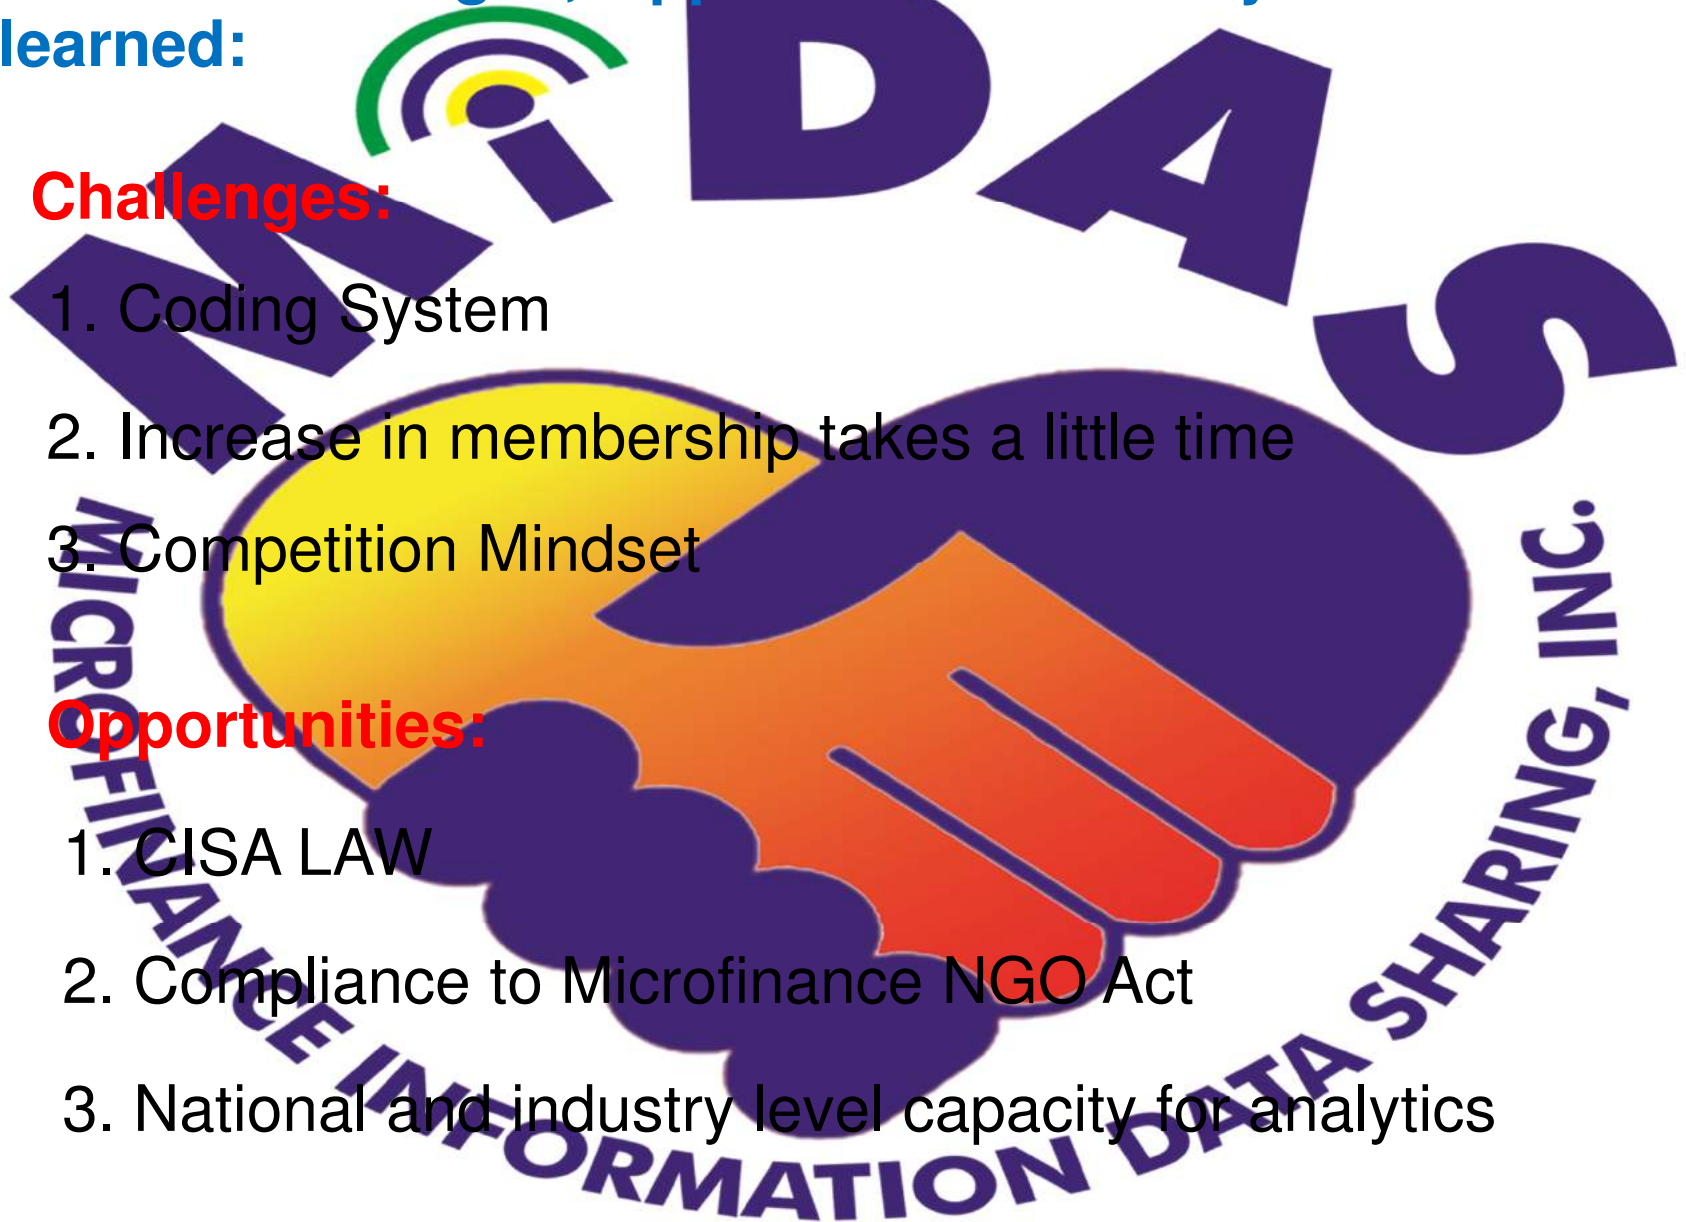 learned:
MiDAS
Challenges:
1. Coding System
2. Increase in membership takes a little time
3. Competition Mindset
Opportunities:
1. CISA LAW
2. Compliance to Microfinance NGO Act
3. National and industry level capacity for analytics
MICROFINANCE INFORMATION DATA SHARING, INC.